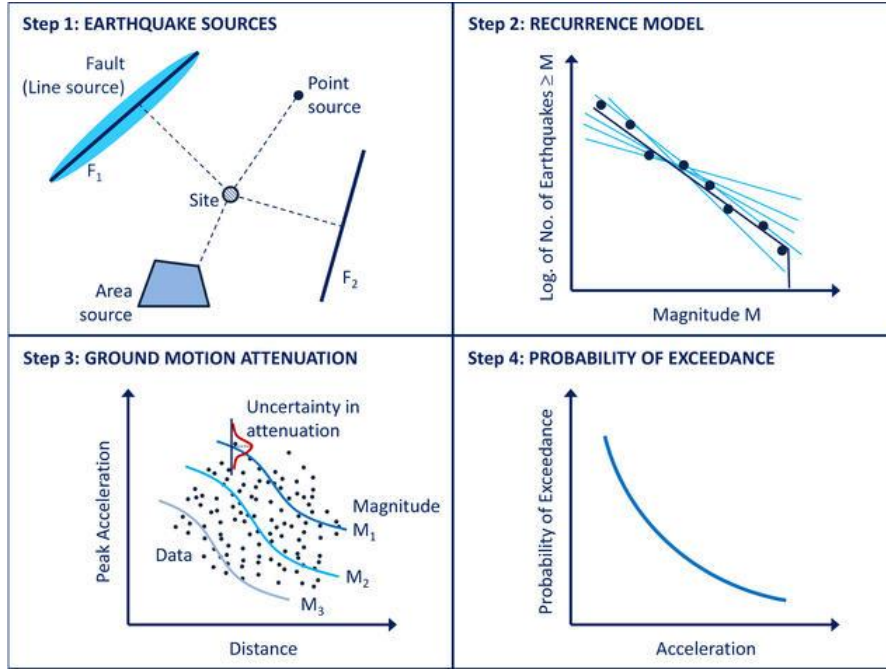 Step 1: EARTHQUAKE SOURCES
Fault
(Line source)
Point
source
F₁
Site
F₂
Area
source
Step 2: RECURRENCE MODEL
Log. of No. of Earthquakes ≥ M
Magnitude M
Step 3: GROUND MOTION ATTENUATION
Uncertainty in
attenuation
Peak Acceleration
Magnitude
M₁
Data
M₂
M₃
Distance
Step 4: PROBABILITY OF EXCEEDANCE
Probability of Exceedance
Acceleration